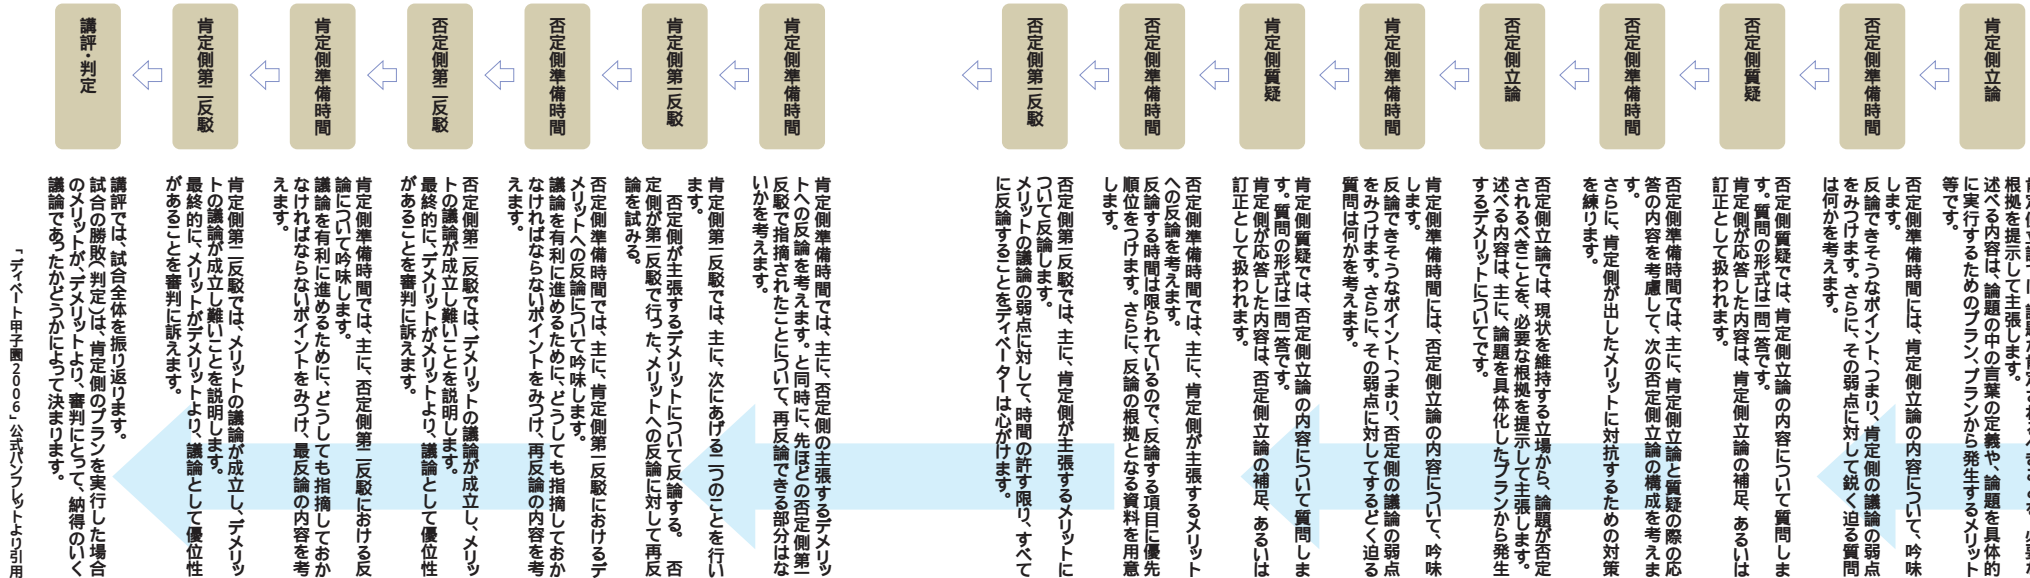 肯定側立論
根拠を提示して主張します。
述べる内容は、論題の中の言葉の定義や、論題を具体的
に実行するためのプラン、プランから発生するメリット
等です。
否定側準備時間
否定側準備時間には、肯定側立論の内容について、吟味
します。
反論できそうなポイント、つまり、肯定側の議論の弱点
をみつけます。さらに、その弱点に対して鋭く迫る質問
は何かを考えます。
否定側質疑
否定側質疑では、肯定側立論の内容について質問しま
す。質問の形式は一問一答です。
肯定側が応答した内容は、肯定側立論の補足、あるいは
訂正として扱われます。
否定側準備時間
否定側準備時間では、主に、肯定側立論と質疑の際の応
答の内容を考慮して、次の否定側立論の構成を考えま
す。
さらに、肯定側が出したメリットに対抗するための対策
を練ります。
否定側立論
否定側立論では、現状を維持する立場から、論題が否定
されるべきことを、必要な根拠を提示して主張します。
述べる内容は、主に、論題を具体化したプランから発生
するデメリットについてです。
肯定側準備時間
肯定側準備時間には、否定側立論の内容について、吟味
します。
反論できそうなポイント、つまり、否定側の議論の弱点
をみつけます。さらに、その弱点に対してするどく迫る
質問は何かを考えます。
肯定側質疑
肯定側質疑では、否定側立論の内容について質問しま
す。質問の形式は一問一答です。
肯定側が応答した内容は、否定側立論の補足、あるいは
訂正として扱われます。
否定側準備時間
否定側準備時間では、主に、肯定側が主張するメリット
への反論を考えます。
反論する時間は限られているので、反論する項目に優先
順位をつけます。さらに、反論の根拠となる資料を用意
します。
否定側第一反駁
否定側第一反駁では、主に、肯定側が主張するメリットに
ついて反論します。
メリットの議論の弱点に対して、時間の許す限り、すべて
に反論することをディベーターは心がけます。
肯定側準備時間
肯定側準備時間では、主に、否定側の主張するデメリッ
トへの反論を考えます。と同時に、先ほどの否定側第一
反駁で指摘されたことについて、再反論できる部分はな
いかを考えます。
肯定側第一反駁
肯定側第一反駁では、主に、次にあげる二つのことを行い
ます。
否定側が主張するデメリットについて反論する。　否
定側が第一反駁で行った、メリットへの反論に対して再反
論を試みる。
否定側準備時間
否定側準備時間では、主に、肯定側第一反駁におけるデ
メリットへの反論について吟味します。
議論を有利に進めるために、どうしても指摘しておか
なければならないポイントをみつけ、再反論の内容を考
えます。
否定側第二反駁
否定側第二反駁では、デメリットの議論が成立し、メリッ
トの議論が成立し難いことを説明します。
最終的に、デメリットがメリットより、議論として優位性
があることを審判に訴えます。
肯定側準備時間
肯定側準備時間では、主に、否定側第二反駁における反
論について吟味します。
議論を有利に進めるために、どうしても指摘しておか
なければならないポイントをみつけ、最反論の内容を考
えます。
肯定側第二反駁
肯定側第二反駁では、メリットの議論が成立し、デメリッ
トの議論が成立し難いことを説明します。
最終的に、メリットがデメリットより、議論として優位性
があることを審判に訴えます。
講評・判定
講評では、試合全体を振り返ります。
試合の勝敗(判定)は、肯定側のプランを実行した場合
のメリットが、デメリットより、審判にとって、納得のいく
議論であったかどうかによって決まります。
「ディベート甲子園2006」公式パンフレットより引用